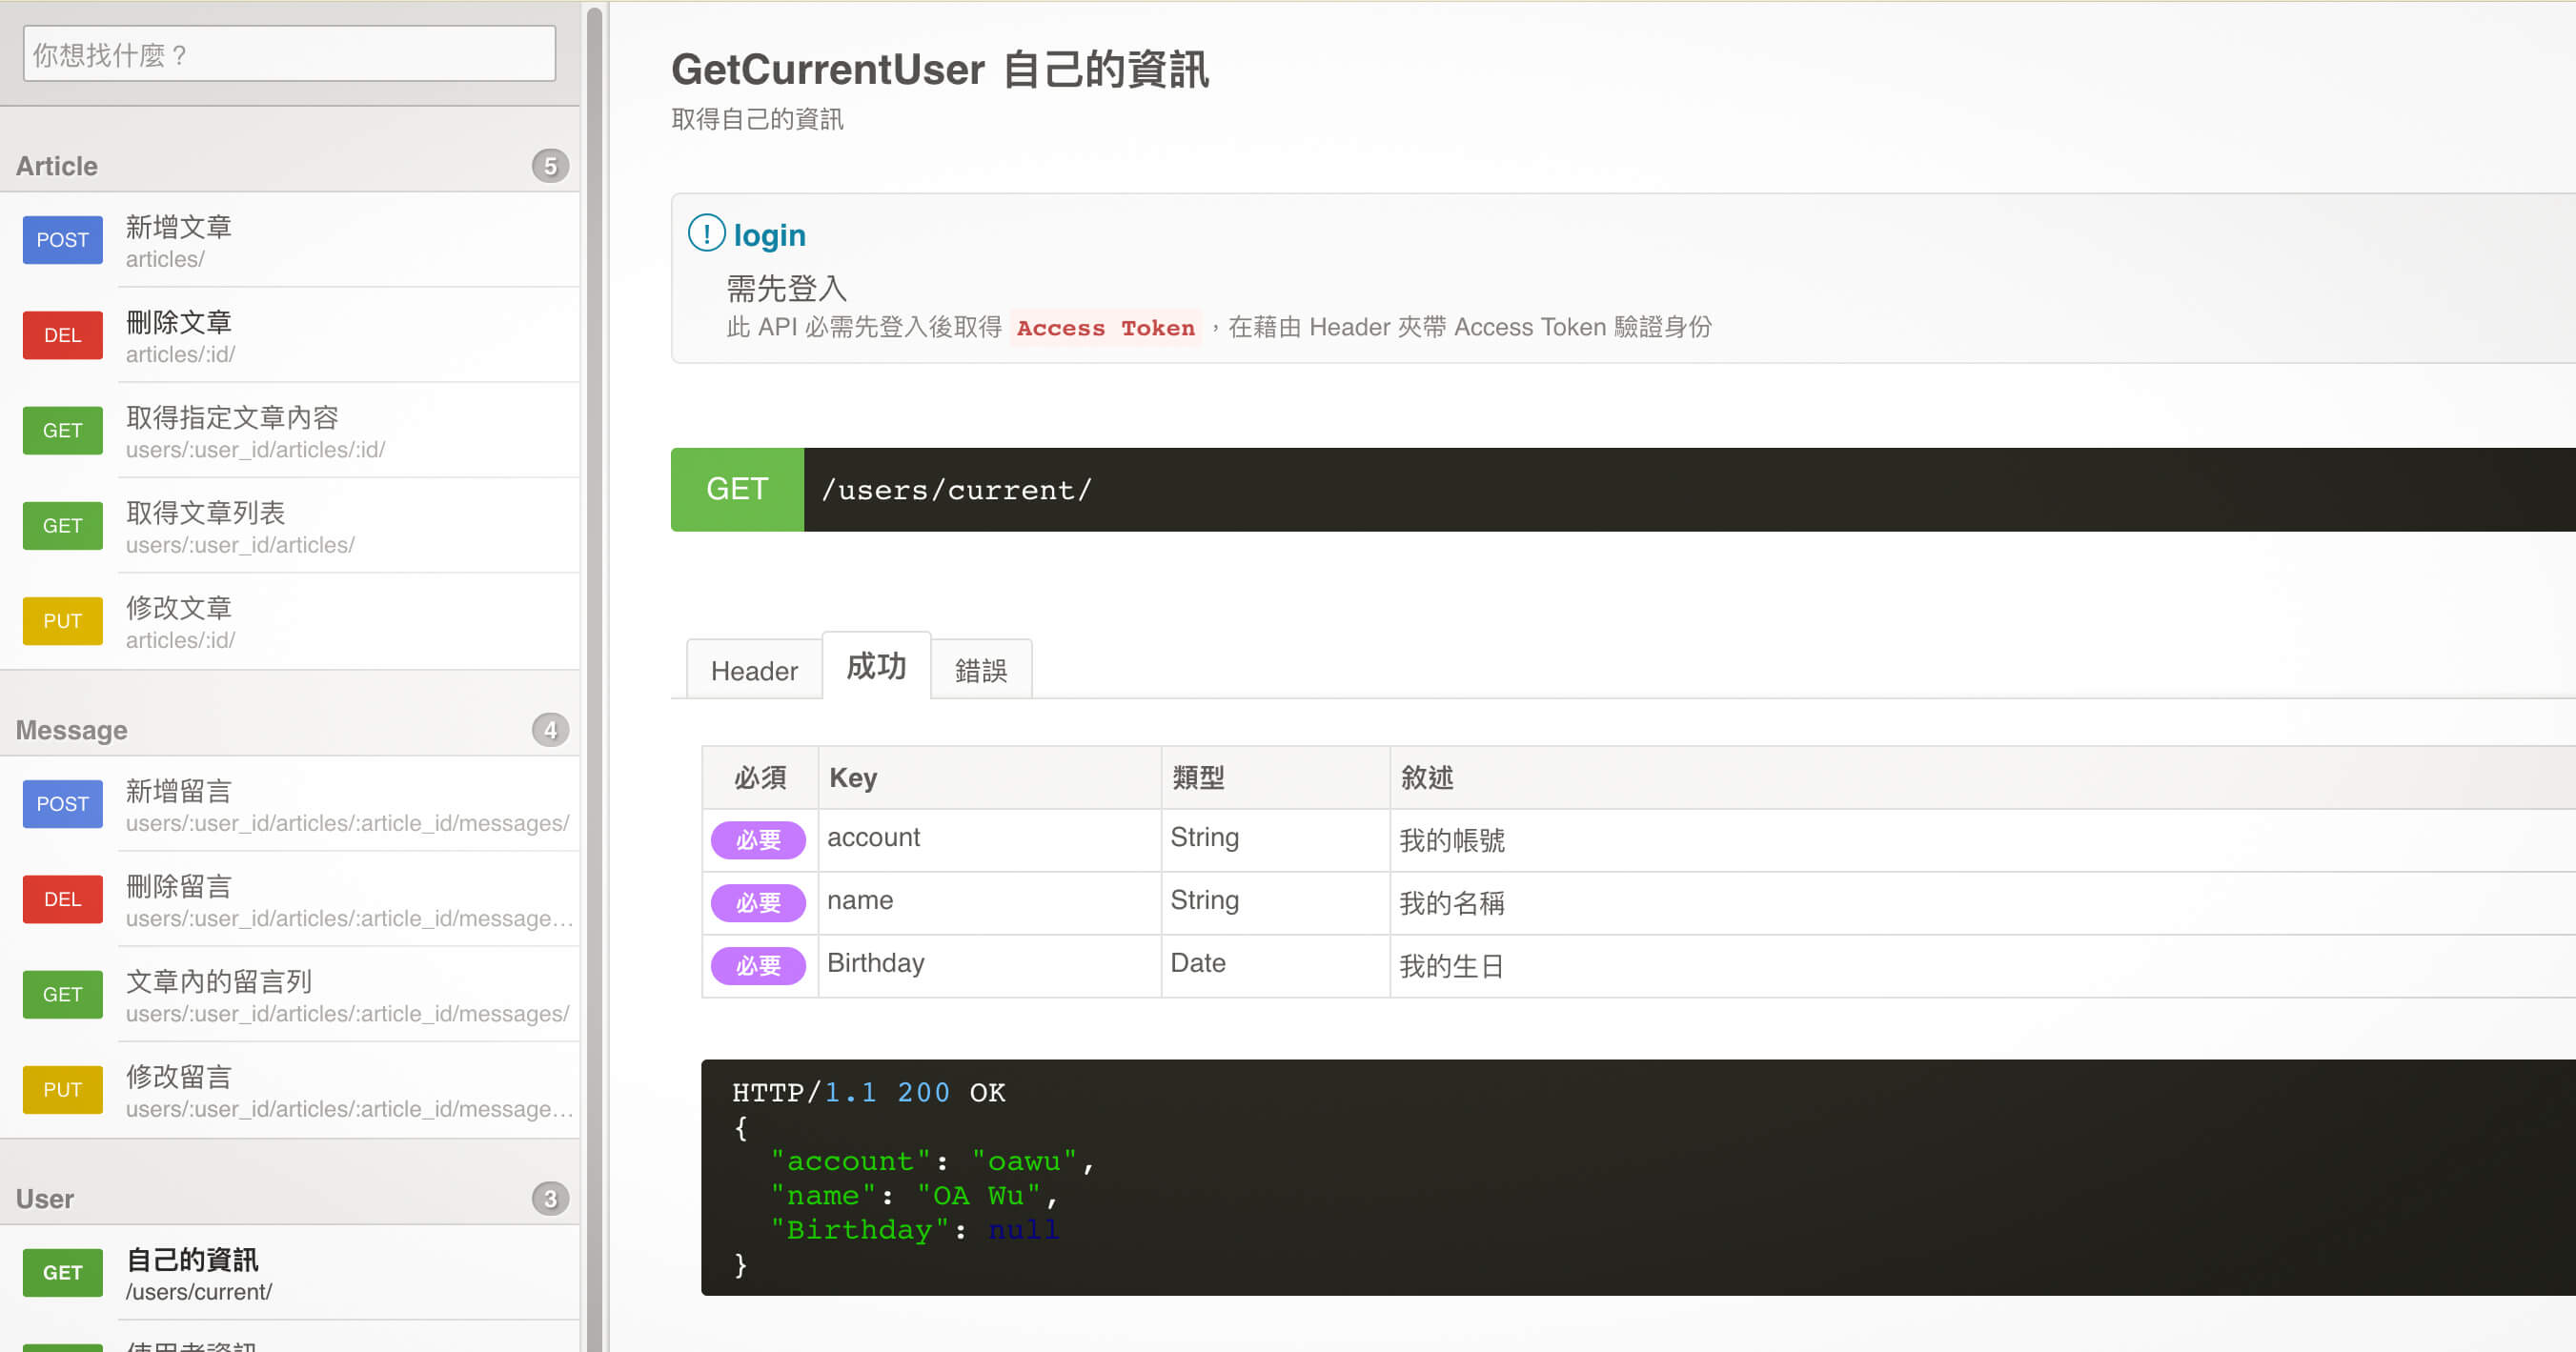 你想找什麼？
Article
5
POST
新增文章
articles/
DEL
刪除文章
articles/:id/
GET
取得指定文章內容
users/:user_id/articles/:id/
GET
取得文章列表
users/:user_id/articles/
PUT
修改文章
articles/:id/
Message
4
POST
新增留言
users/:user_id/articles/:article_id/messages/
DEL
刪除留言
users/:user_id/articles/:article_id/message…
GET
文章內的留言列
users/:user_id/articles/:article_id/messages/
PUT
修改留言
users/:user_id/articles/:article_id/message…
User
3
GET
自己的資訊
/users/current/
使用者資訊
GetCurrentUser 自己的資訊
取得自己的資訊
! login
需先登入
此 API 必需先登入後取得 Access Token ，在藉由 Header 夾帶 Access Token 驗證身份
GET /users/current/
Header 成功 錯誤
必須 Key 類型 敘述
必要 account String 我的帳號
必要 name String 我的名稱
必要 Birthday Date 我的生日
HTTP/1.1 200 OK
{
"account": "oawu",
"name": "OA Wu",
"Birthday": null
}